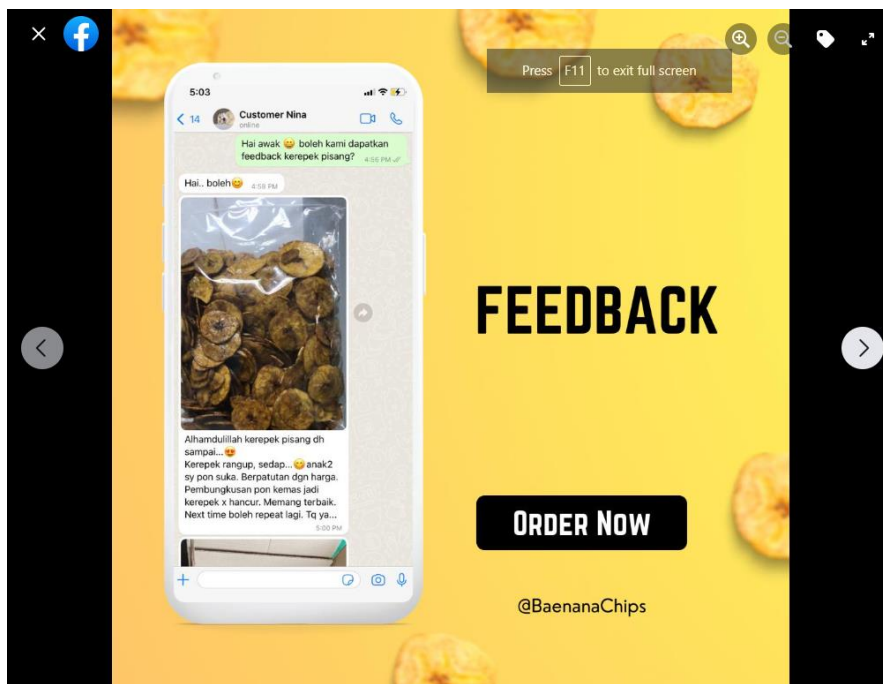 Press F11 to exit full screen
5:03
14
Customer Nina
online
Hai awak 😄 boleh kami dapatkan
feedback kerepek pisang?
4:56 PM
Hai.. boleh😄
4:58 PM
Alhamdulillah kerepek pisang dh
sampai...😍
Kerepek rangup, sedap...😋anak2
sy pon suka. Berpatutan dgn harga.
Pembungkusan pon kemas jadi
kerepek x hancur. Memang terbaik.
Next time boleh repeat lagi. Tq ya...
5:00 PM
FEEDBACK
ORDER NOW
@BaenanaChips